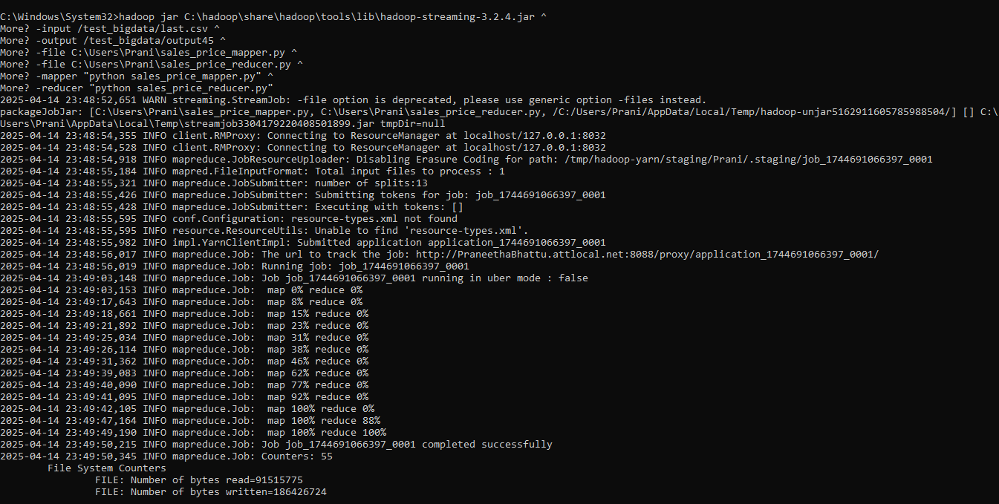 C:\Windows\System32>hadoop jar C:\hadoop\share\hadoop\tools\lib\hadoop-streaming-3.2.4.jar ^
More? -input /test_bigdata/last.csv ^
More? -output /test_bigdata/output45 ^
More? -file C:\Users\Prani\sales_price_mapper.py ^
More? -file C:\Users\Prani\sales_price_reducer.py ^
More? -mapper "python sales_price_mapper.py" ^
More? -reducer "python sales_price_reducer.py"
2025-04-14 23:48:52,651 WARN streaming.StreamJob: -file option is deprecated, please use generic option -files instead.
packageJobJar: [C:\Users\Prani\sales_price_mapper.py, C:\Users\Prani\sales_price_reducer.py, /C:/Users/Prani/AppData/Local/Temp/hadoop-unjar5162911605785988504/] [] C:\
Users\Prani\AppData\Local\Temp\streamjob3304179220408501899.jar tmpDir=null
2025-04-14 23:48:54,355 INFO client.RMProxy: Connecting to ResourceManager at localhost/127.0.0.1:8032
2025-04-14 23:48:54,528 INFO client.RMProxy: Connecting to ResourceManager at localhost/127.0.0.1:8032
2025-04-14 23:48:54,918 INFO mapreduce.JobResourceUploader: Disabling Erasure Coding for path: /tmp/hadoop-yarn/staging/Prani/.staging/job_1744691066397_0001
2025-04-14 23:48:55,184 INFO mapred.FileInputFormat: Total input files to process : 1
2025-04-14 23:48:55,321 INFO mapreduce.JobSubmitter: number of splits:13
2025-04-14 23:48:55,426 INFO mapreduce.JobSubmitter: Submitting tokens for job: job_1744691066397_0001
2025-04-14 23:48:55,428 INFO mapreduce.JobSubmitter: Executing with tokens: []
2025-04-14 23:48:55,595 INFO conf.Configuration: resource-types.xml not found
2025-04-14 23:48:55,595 INFO resource.ResourceUtils: Unable to find 'resource-types.xml'.
2025-04-14 23:48:55,982 INFO impl.YarnClientImpl: Submitted application application_1744691066397_0001
2025-04-14 23:48:56,017 INFO mapreduce.Job: The url to track the job: http://PraneethaBhattu.attlocal.net:8088/proxy/application_1744691066397_0001/
2025-04-14 23:48:56,019 INFO mapreduce.Job: Running job: job_1744691066397_0001
2025-04-14 23:49:03,148 INFO mapreduce.Job: Job job_1744691066397_0001 running in uber mode : false
2025-04-14 23:49:03,153 INFO mapreduce.Job:  map 0% reduce 0%
2025-04-14 23:49:17,643 INFO mapreduce.Job:  map 8% reduce 0%
2025-04-14 23:49:18,661 INFO mapreduce.Job:  map 15% reduce 0%
2025-04-14 23:49:21,892 INFO mapreduce.Job:  map 23% reduce 0%
2025-04-14 23:49:25,034 INFO mapreduce.Job:  map 31% reduce 0%
2025-04-14 23:49:26,114 INFO mapreduce.Job:  map 38% reduce 0%
2025-04-14 23:49:31,362 INFO mapreduce.Job:  map 46% reduce 0%
2025-04-14 23:49:39,083 INFO mapreduce.Job:  map 62% reduce 0%
2025-04-14 23:49:40,090 INFO mapreduce.Job:  map 77% reduce 0%
2025-04-14 23:49:41,095 INFO mapreduce.Job:  map 92% reduce 0%
2025-04-14 23:49:42,105 INFO mapreduce.Job:  map 100% reduce 0%
2025-04-14 23:49:47,164 INFO mapreduce.Job:  map 100% reduce 88%
2025-04-14 23:49:49,190 INFO mapreduce.Job:  map 100% reduce 100%
2025-04-14 23:49:50,215 INFO mapreduce.Job: Job job_1744691066397_0001 completed successfully
2025-04-14 23:49:50,345 INFO mapreduce.Job: Counters: 55
File System Counters
FILE: Number of bytes read=91515775
FILE: Number of bytes written=186426724